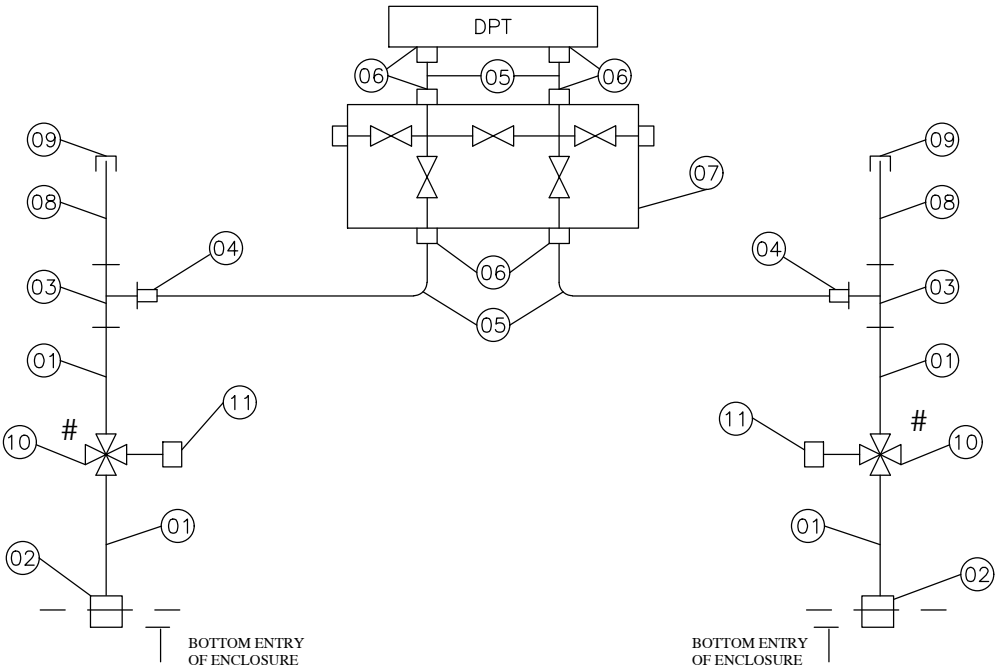 DPT
06 05 06
09 09
07
08 08
04 04
06
03 03
05
01 01
11
# #
11
10 10
01 01
02
02
BOTTOM ENTRY
OF ENCLOSURE
BOTTOM ENTRY
OF ENCLOSURE